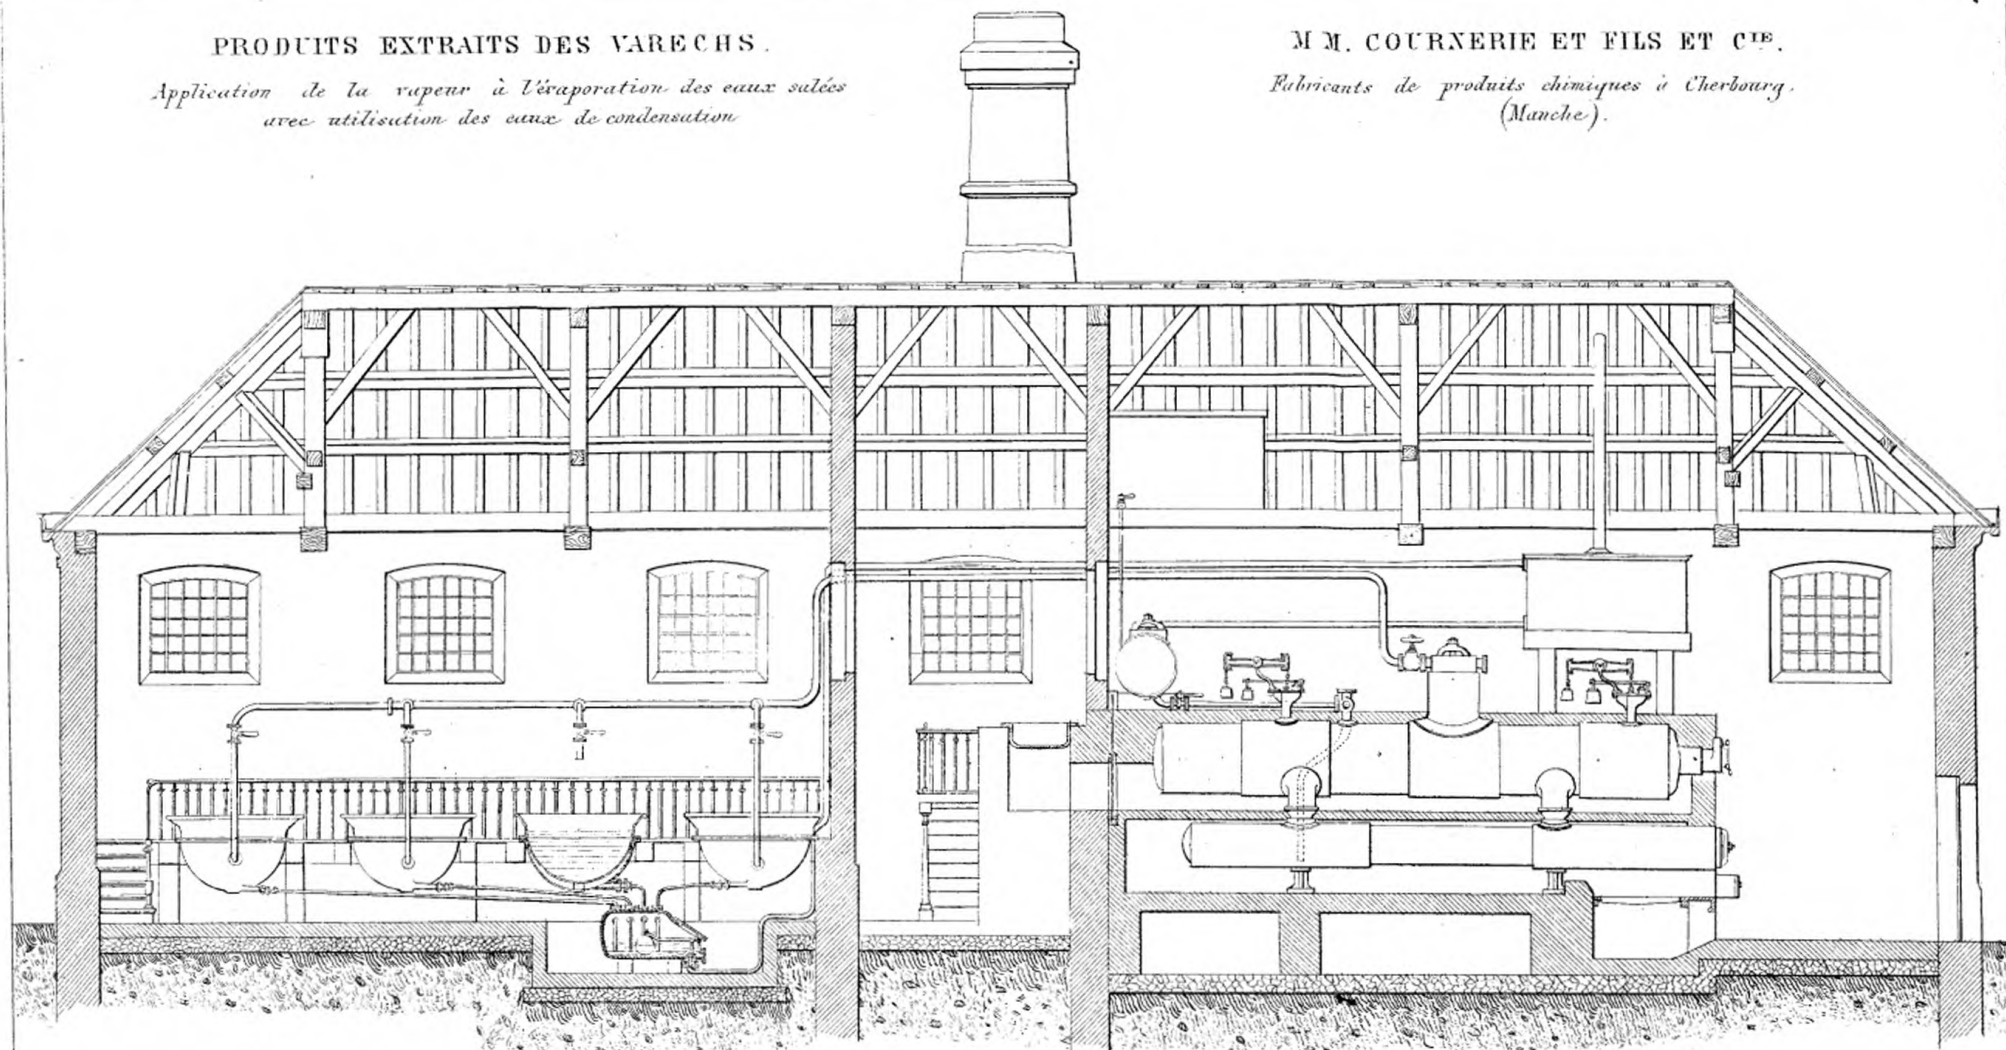 PRODUITS EXTRAITS DES VARECHS.
Application de la vapeur à l'évaporation des eaux salées
avec utilisation des eaux de condensation
MM. COURNERIE ET FILS ET CIE.
Fabricants de produits chimiques à Cherbourg.
(Manche).